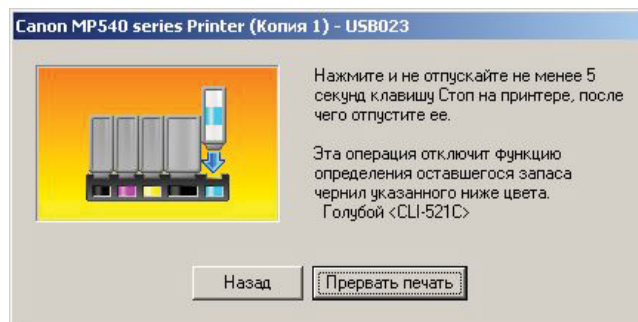 Canon MP540 series Printer (Копия 1) - USB023
Нажмите и не отпускайте не менее 5
секунд клавишу Стоп на принтере, после
чего отпустите ее.
Эта операция отключит функцию
определения оставшегося запаса
чернил указанного ниже цвета.
Голубой <CLI-521C>
Назад
Прервать печать